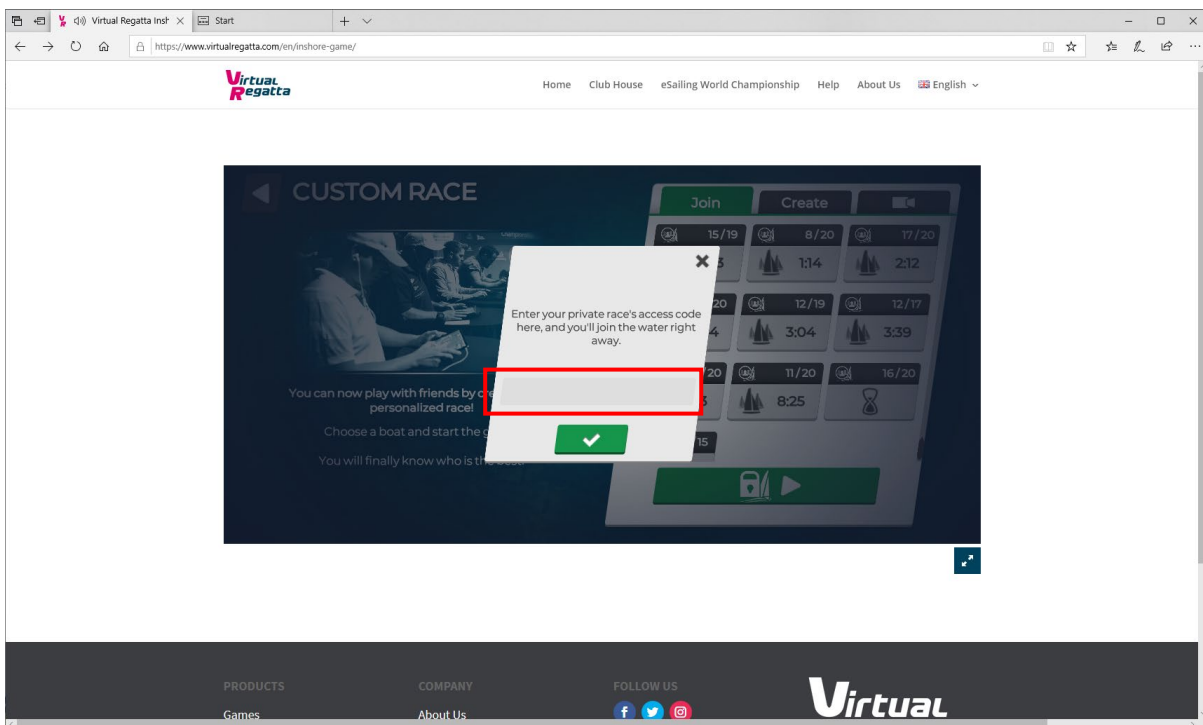 Virtual Regatta Insh
Start
https://www.virtualregatta.com/en/inshore-game/
Virtual
Regatta
Home Club House eSailing World Championship Help About Us English
CUSTOM RACE
Join Create
15/19 8/20 17/20
1:14 2:12
Enter your private race's access code
here, and you'll join the water right
away.
20 12/19 12/17
4 3:04 3:39
/20 11/20 16/20
8:25
/15
You can now play with friends by
personalized race!
Choose a boat and start the
You will finally know who is
PRODUCTS COMPANY FOLLOW US
Games About Us
Virtual